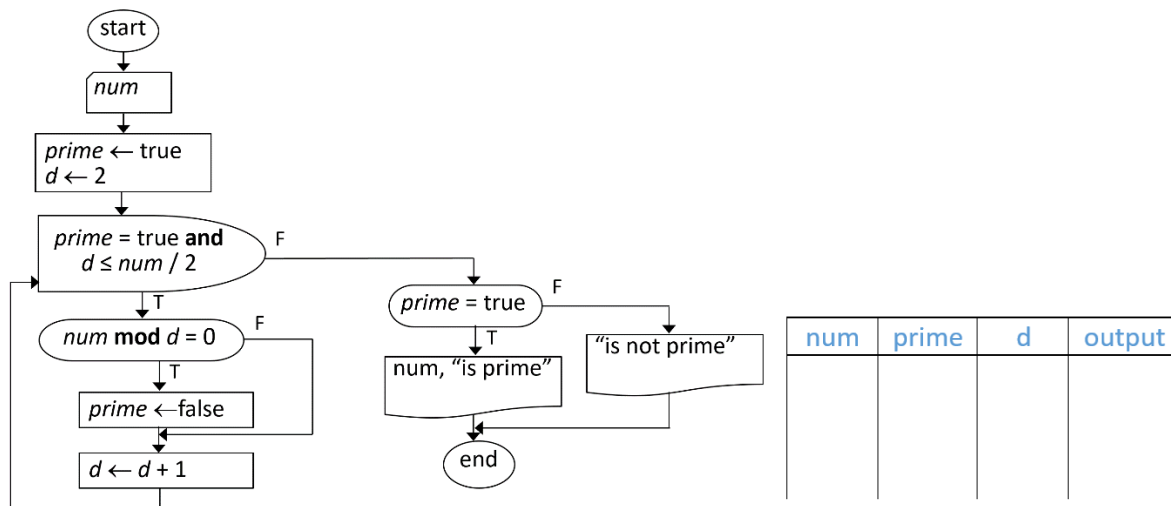 start
num
prime ← true
d ← 2
prime = true and
d ≤ num / 2
F
T
num mod d = 0
F
T
prime ←false
d ← d + 1
prime = true
F
T
num, “is prime”
“is not prime”
end
num prime d output